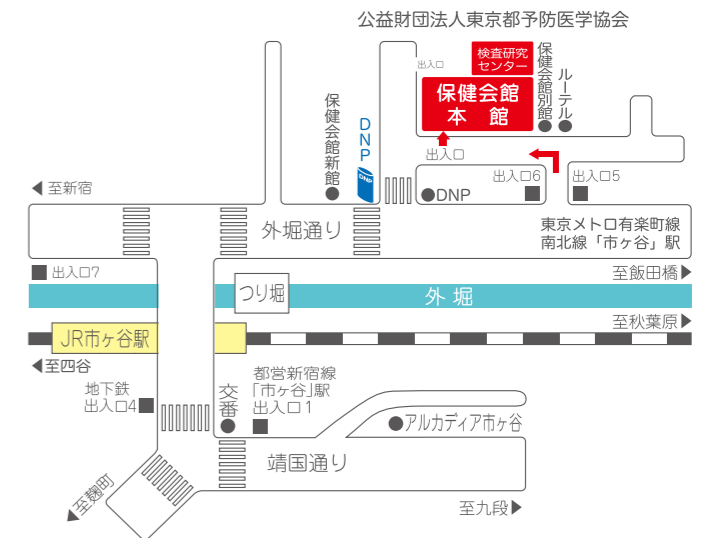 公益財団法人東京都予防医学協会
検査研究
センター
出入口
保健会館
本　館
保健会館別館
ルーテル
保健会館新館
DNP
DNP
出入口
出入口6
出入口5
DNP
至新宿
外堀通り
東京メトロ有楽町線
南北線「市ヶ谷」駅
出入口7
至飯田橋
つり堀
外 堀
至秋葉原
JR市ヶ谷駅
至四谷
都営新宿線
「市ヶ谷」駅
出入口1
地下鉄
出入口4
交番
アルカディア市ヶ谷
靖国通り
至麹町
至九段